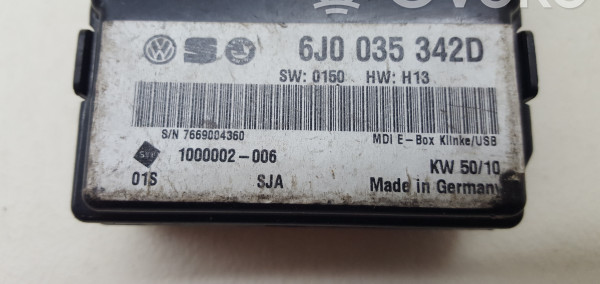 6J0 035 342D
SW: 0150 HW: H13
S/N 7669004360
MDI E-Box Klinke/USB
1000002-006
KW 50/10
01S SJA Made in Germany